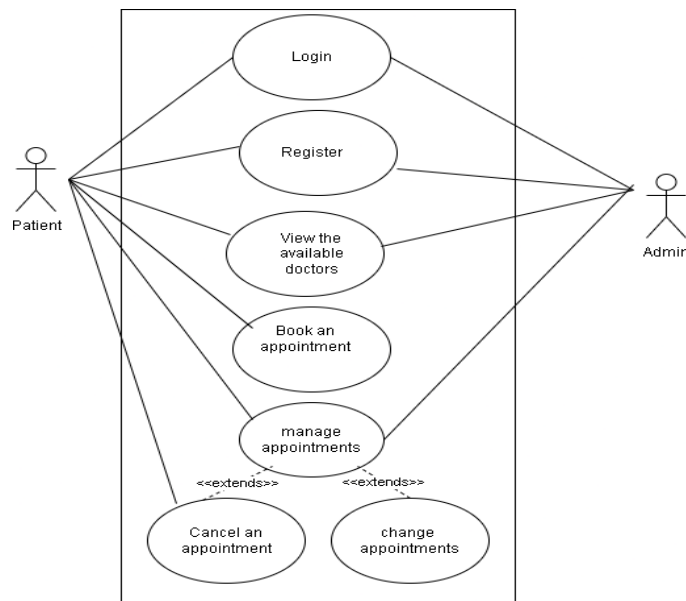 Login
Register
Patient
View the
available
doctors
Admin
Book an
appointment
manage
appointments
<<extends>>
<<extends>>
Cancel an
appointment
change
appointments